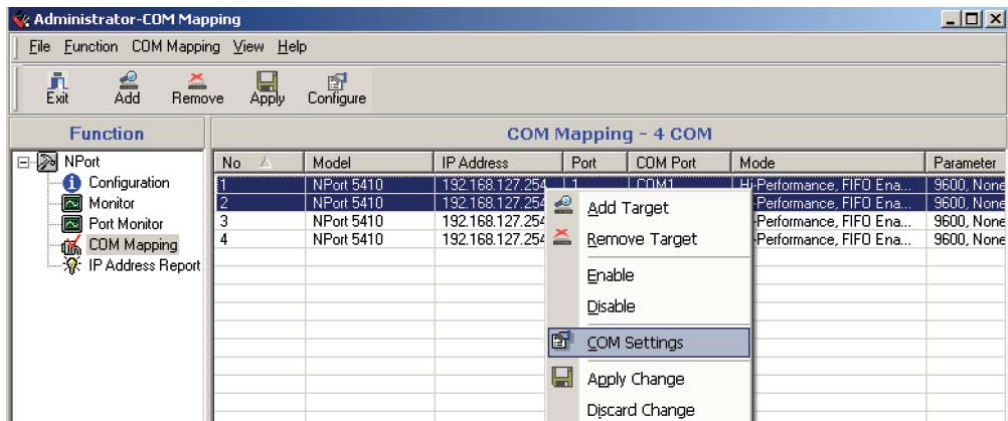 Administrator-COM Mapping
File Function COM Mapping View Help
Exit Add Remove Apply Configure
Function
COM Mapping - 4 COM
NPort
Configuration
Monitor
Port Monitor
COM Mapping
IP Address Report
No Model IP Address Port COM Port Mode Parameter
1 NPort 5410 192.168.127.254 1 COM1 Hi-Performance, FIFO Ena... 9600, None
2 NPort 5410 192.168.127.254 -Performance, FIFO Ena... 9600, None
3 NPort 5410 192.168.127.254 -Performance, FIFO Ena... 9600, None
4 NPort 5410 192.168.127.254 -Performance, FIFO Ena... 9600, None
Add Target
Remove Target
Enable
Disable
COM Settings
Apply Change
Discard Change